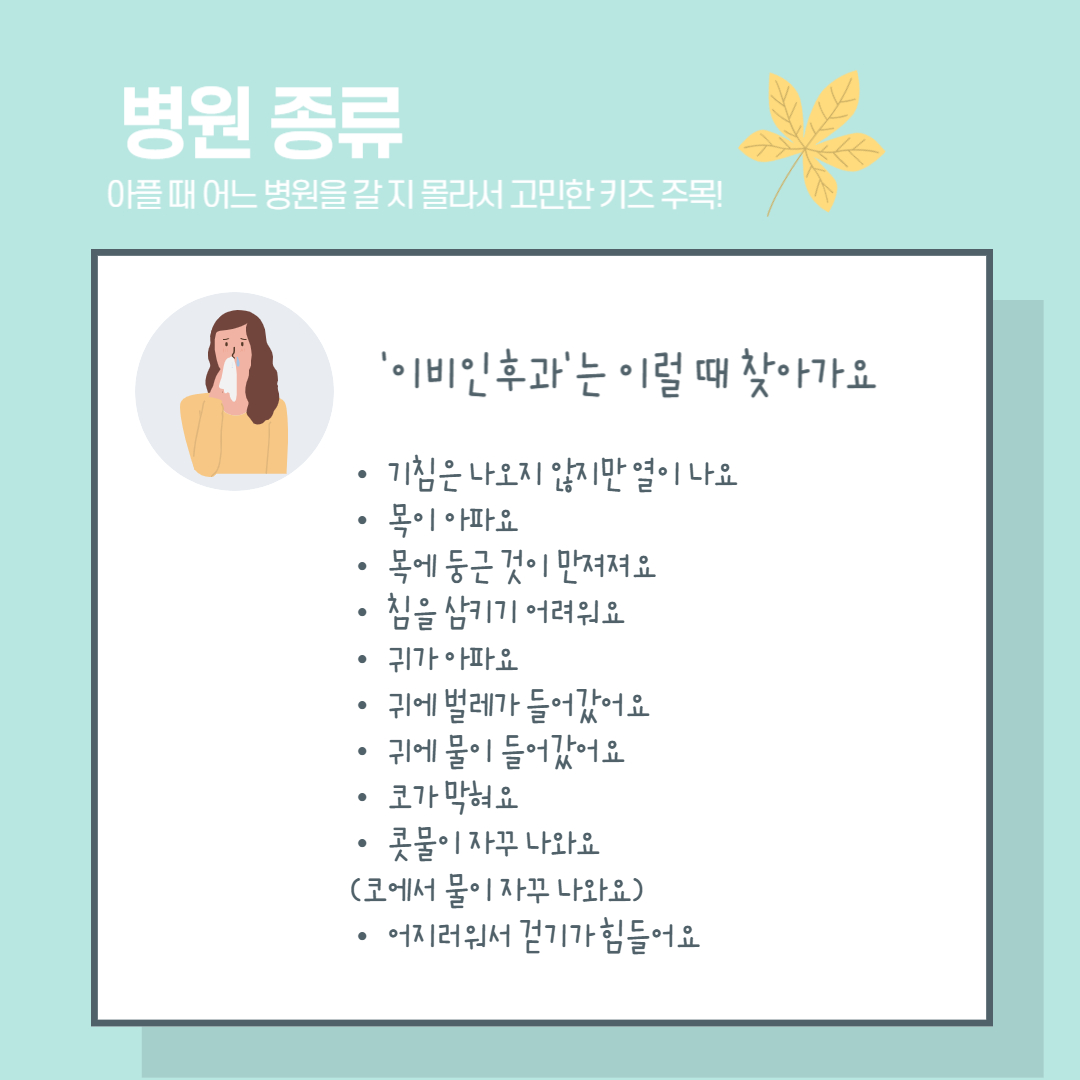 병원 종류
아플 때 어느 병원을 갈 지 몰라서 고민한 키즈 주목!
'이비인후과'는 이럴 때 찾아가요
• 기침은 나오지 않지만 열이 나요
• 목이 아파요
• 목에 둥근 것이 만져져요
• 침을 삼키기 어려워요
• 귀가 아파요
• 귀에 벌레가 들어갔어요
• 귀에 물이 들어갔어요
• 코가 막혀요
• 콧물이 자꾸 나와요
(코에서 물이 자꾸 나와요)
• 어지러워서 걷기가 힘들어요